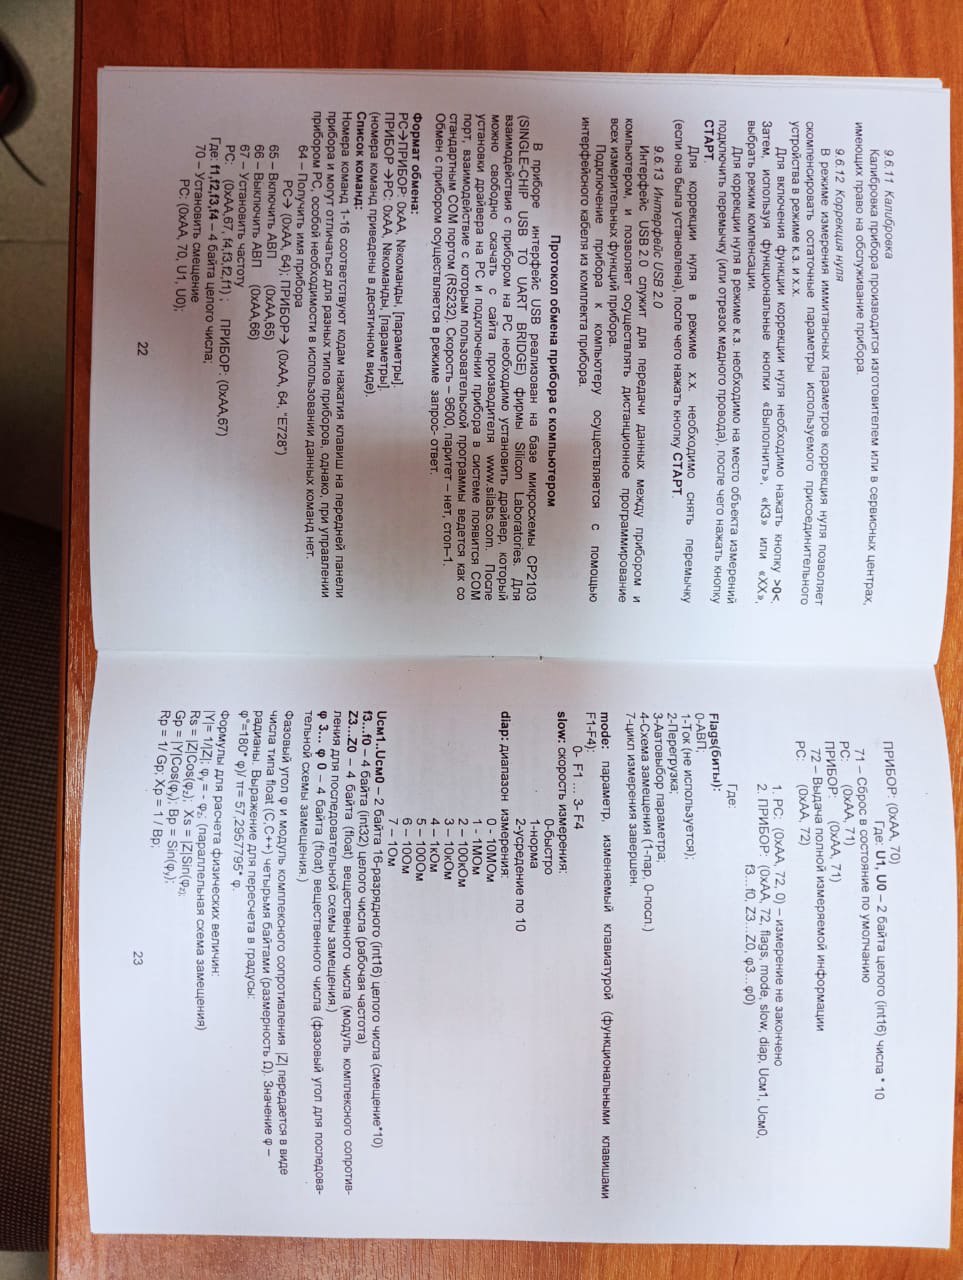 9.6.11 Калибровка
Калибровка прибора производится изготовителем или в сервисных центрах,
имеющих право на обслуживание прибора.
9.6.12 Коррекция нуля
В режиме измерения иммитансных параметров коррекция нуля позволяет
скомпенсировать остаточные параметры используемого присоединительного
устройства в режиме к.з. и х.х.
Для включения функции коррекции нуля необходимо нажать кнопку >0<.
Затем, используя функциональные кнопки «Выполнить», «КЗ» или «ХХ»,
выбрать режим компенсации.
Для коррекции нуля в режиме к.з. необходимо на место объекта измерений
подключить перемычку (или отрезок медного провода), после чего нажать кнопку
СТАРТ.
Для коррекции нуля в режиме х.х. необходимо снять перемычку
(если она была установлена), после чего нажать кнопку СТАРТ.
9.6.13 Интерфейс USB 2.0
Интерфейс USB 2.0 служит для передачи данных между прибором и
компьютером, и позволяет осуществлять дистанционное программирование
всех измерительных функций прибора.
Подключение прибора к компьютеру осуществляется с помощью
интерфейсного кабеля из комплекта прибора.
Протокол обмена прибора с компьютером
В приборе интерфейс USB реализован на базе микросхемы CP2103
(SINGLE-CHIP USB TO UART BRIDGE) фирмы Silicon Laboratories. Для
взаимодействия с прибором на PC необходимо установить драйвер, который
можно свободно скачать с сайта производителя www.silabs.com. После
установки драйвера на PC и подключении прибора в системе появится COM
порт, взаимодействие с которым пользовательской программы ведется как со
стандартным COM портом (RS232). Скорость – 9600, паритет – нет, стоп–1.
Обмен с прибором осуществляется в режиме запрос- ответ.
Формат обмена:
PC→ПРИБОР: 0xAA, №команды, [параметры].
ПРИБОР →PC: 0xAA, №команды, [параметры].
(номера команд приведены в десятичном виде).
Список команд:
Номера команд 1-16 соответствуют кодам нажатия клавиш на передней панели
прибора и могут отличаться для разных типов приборов, однако, при управлении
прибором PC, особой необходимости в использовании данных команд нет.
64 – Получить имя прибора
PC→ (0xAA, 64); ПРИБОР→ (0xAA, 64, "E728")
65 – Включить АВП (0xAA,65)
66 – Выключить АВП (0xAA,66)
67 – Установить частоту
PC: (0xAA,67, f4,f3,f2,f1) ; ПРИБОР: (0xAA,67)
Где: f1,f2,f3,f4 – 4 байта целого числа;
70 – Установить смещение
PC: (0xAA, 70, U1, U0);
22
ПРИБОР: (0xAA, 70)
Где: U1, U0 – 2 байта целого (int16) числа * 10
71 – Сброс в состояние по умолчанию
PC: (0xAA, 71)
ПРИБОР: (0xAA, 71)
72 – Выдача полной измеряемой информации
PC: (0xAA, 72)
1. PC: (0xAA, 72, 0) – измерение не закончено
2. ПРИБОР: (0xAA, 72, flags, mode, slow, diap, Uсм1, Uсм0,
f3...f0, Z3...Z0, φ3...φ0)
Где:
Flags(биты):
0-АВП;
1-Ток (не используется);
2-Перегрузка;
3-Автовыбор параметра;
4-Схема замещения (1-пар, 0-посл.)
7-цикл измерения завершен.
mode: параметр, изменяемый клавиатурой (функциональными клавишами
F1-F4):
0- F1 ... 3- F4
slow: скорость измерения:
0-быстро
1-норма
2-усредение по 10
diap: диапазон измерения:
0 - 10МОм
1 - 1МОм
2 – 100кОм
3 – 10кОм
4 – 1кОм
5 – 100Ом
6 – 10Ом
7 – 1Ом
Uсм1..Uсм0 – 2 байта 16-разрядного (int16) целого числа (смещение*10)
f3...f0 – 4 байта (int32) целого числа (рабочая частота)
Z3...Z0 – 4 байта (float) вещественного числа (модуль комплексного сопротив-
ления для последовательной схемы замещения.)
φ 3... φ 0 – 4 байта (float) вещественного числа (фазовый угол для последова-
тельной схемы замещения.)
Фазовый угол φ и модуль комплексного сопротивления |Z| передается в виде
числа типа float (C,C++) четырьмя байтами (размерность Ω). Значение φ –
радианы. Выражение для пересчета в градусы:
φ°=180* φ)/ π= 57,2957795* φ.
Формулы для расчета физических величин:
|Y|= 1/|Z|; φy = - φz; (параллельная схема замещения)
Rs = |Z|Cos(φz); Xs = |Z|Sin(φz);
Gp = |Y|Cos(φy); Bp = Sin(φy);
Rp = 1/ Gp; Xp = 1 / Bp;
23